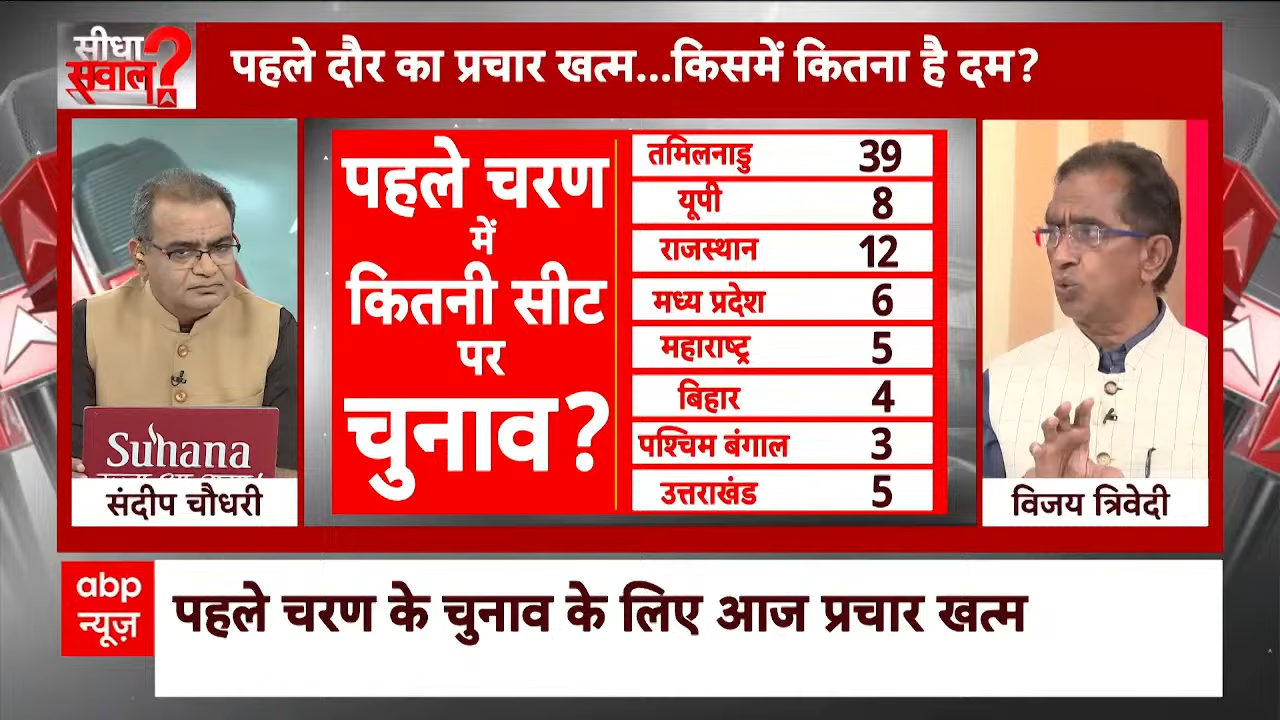 सीधा
सवाल?
पहले दौर का प्रचार खत्म...किसमें कितना है दम?
पहले चरण
में
कितनी सीट
पर
चुनाव?
तमिलनाडु 39
यूपी 8
राजस्थान 12
मध्य प्रदेश 6
महाराष्ट्र 5
बिहार 4
पश्चिम बंगाल 3
उत्तराखंड 5
Suhana
संदीप चौधरी
विजय त्रिवेदी
abp
न्यूज़
पहले चरण के चुनाव के लिए आज प्रचार खत्म